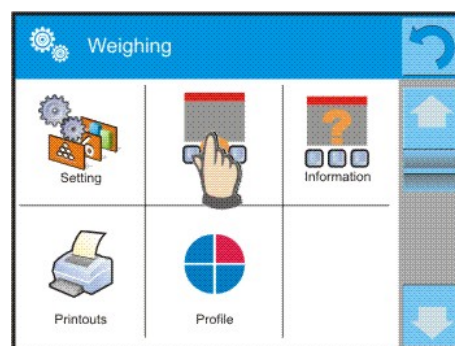 Weighing
Setting
Information
Printouts
Profile